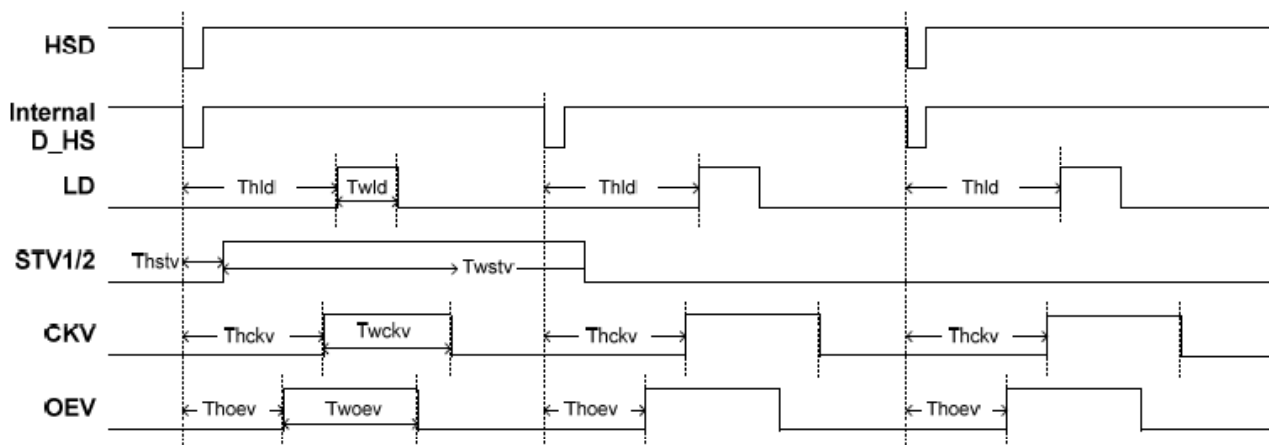 HSD
Internal
D_HS
LD
Thld
Twld
Thld
Thld
STV1/2
Thstv
Twstv
CKV
Thckv
Twckv
Thckv
Thckv
OEV
Thoev
Twoev
Thoev
Thoev